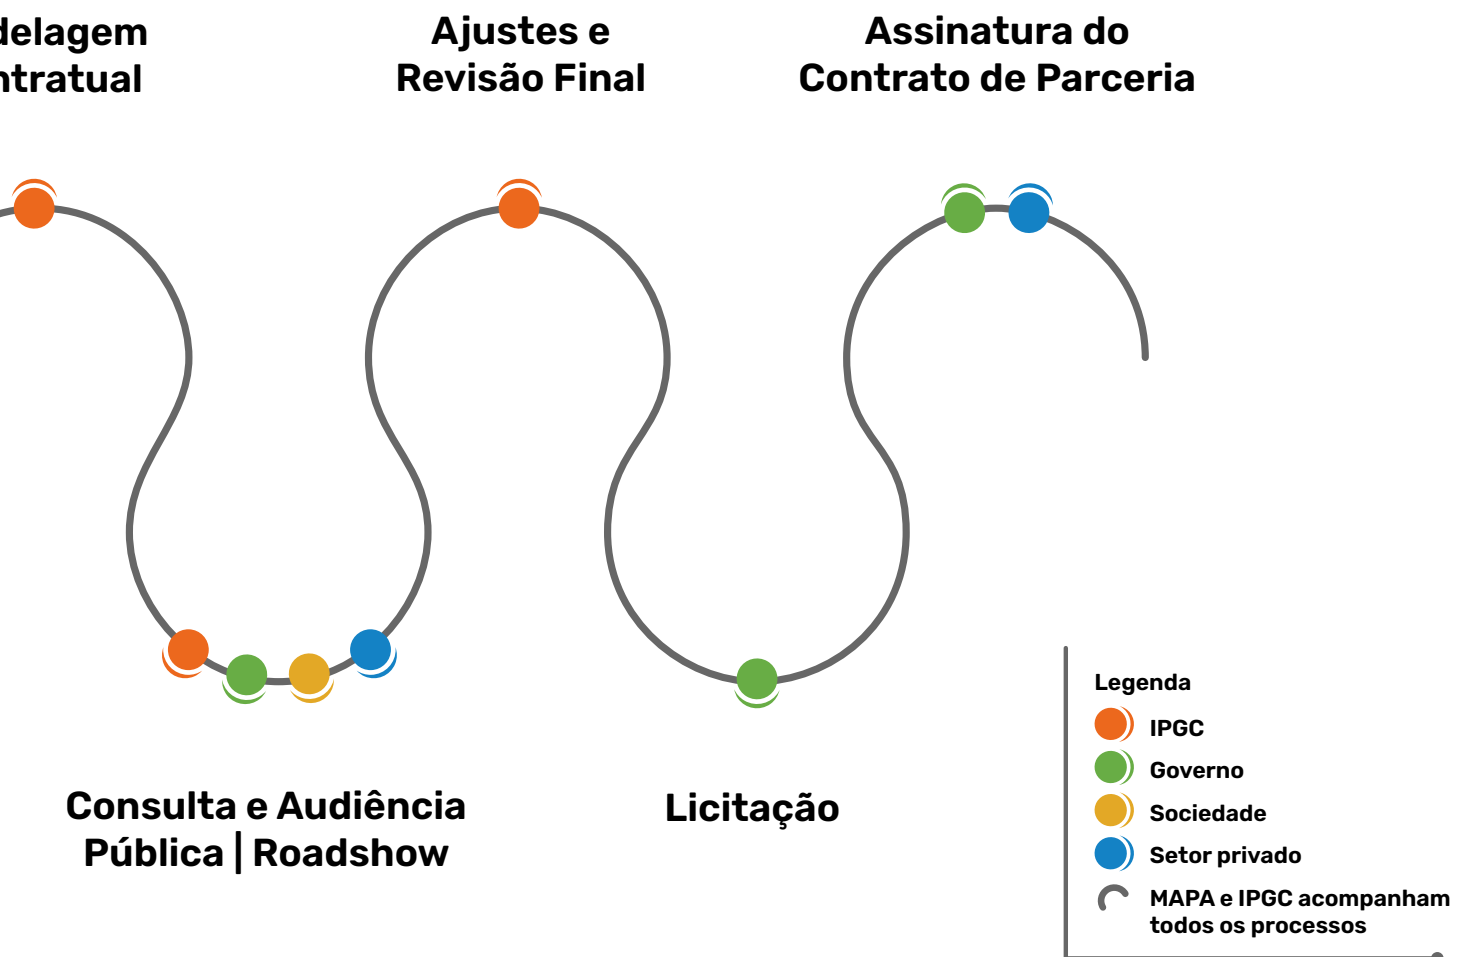 delagem
ntratual
Ajustes e
Revisão Final
Assinatura do
Contrato de Parceria
Consulta e Audiência
Pública | Roadshow
Licitação
Legenda
IPGC
Governo
Sociedade
Setor privado
MAPA e IPGC acompanham
todos os processos